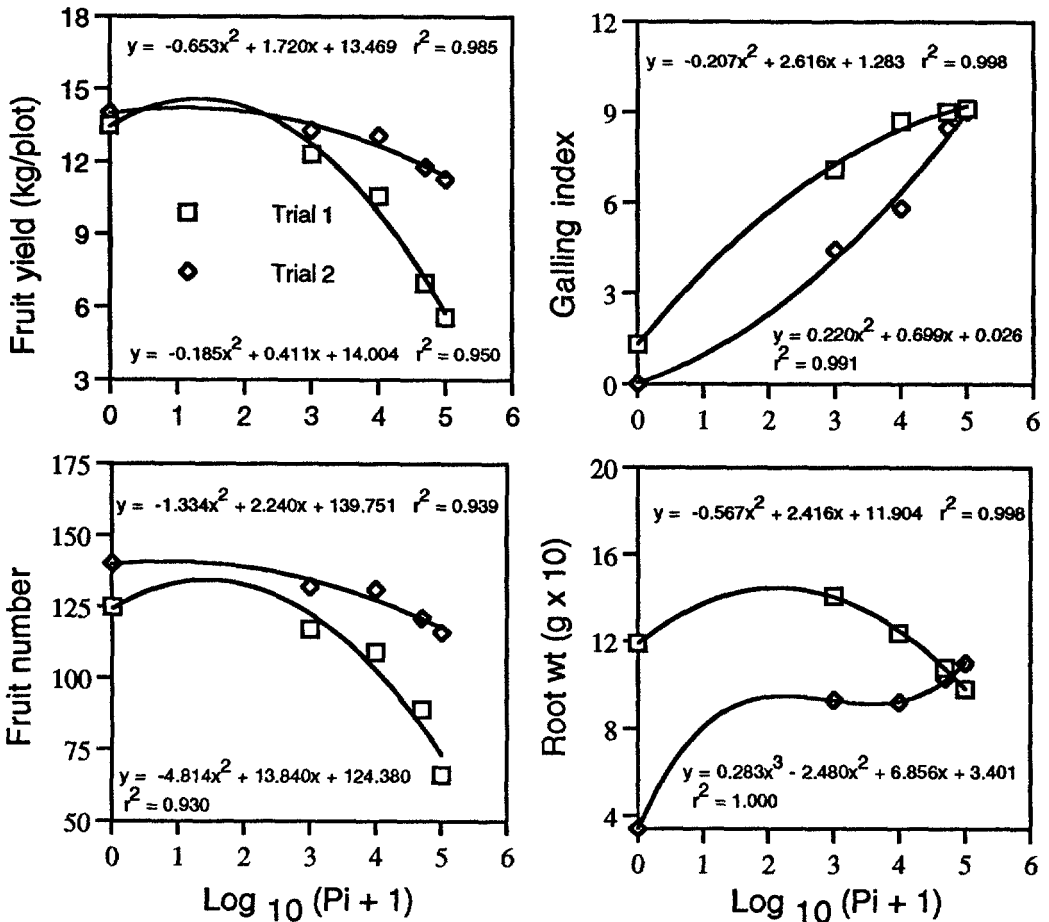 Fruit yield (kg/plot)
18
15
12
9
6
3
y = -0.653x² + 1.720x + 13.469 r² = 0.985
Trial 1
Trial 2
y = -0.185x² + 0.411x + 14.004 r² = 0.950
0 1 2 3 4 5 6
Galling index
12
9
6
3
0
y = -0.207x² + 2.616x + 1.283 r² = 0.998
y = 0.220x² + 0.699x + 0.026
r² = 0.991
0 1 2 3 4 5 6
Fruit number
175
150
125
100
75
50
y = -1.334x² + 2.240x + 139.751 r² = 0.939
y = -4.814x² + 13.840x + 124.380
r² = 0.930
0 1 2 3 4 5 6
Log 10 (Pi + 1)
Root wt (g x 10)
20
16
12
8
4
y = -0.567x² + 2.416x + 11.904 r² = 0.998
y = 0.283x³ - 2.480x² + 6.856x + 3.401
r² = 1.000
0 1 2 3 4 5 6
Log 10 (Pi + 1)